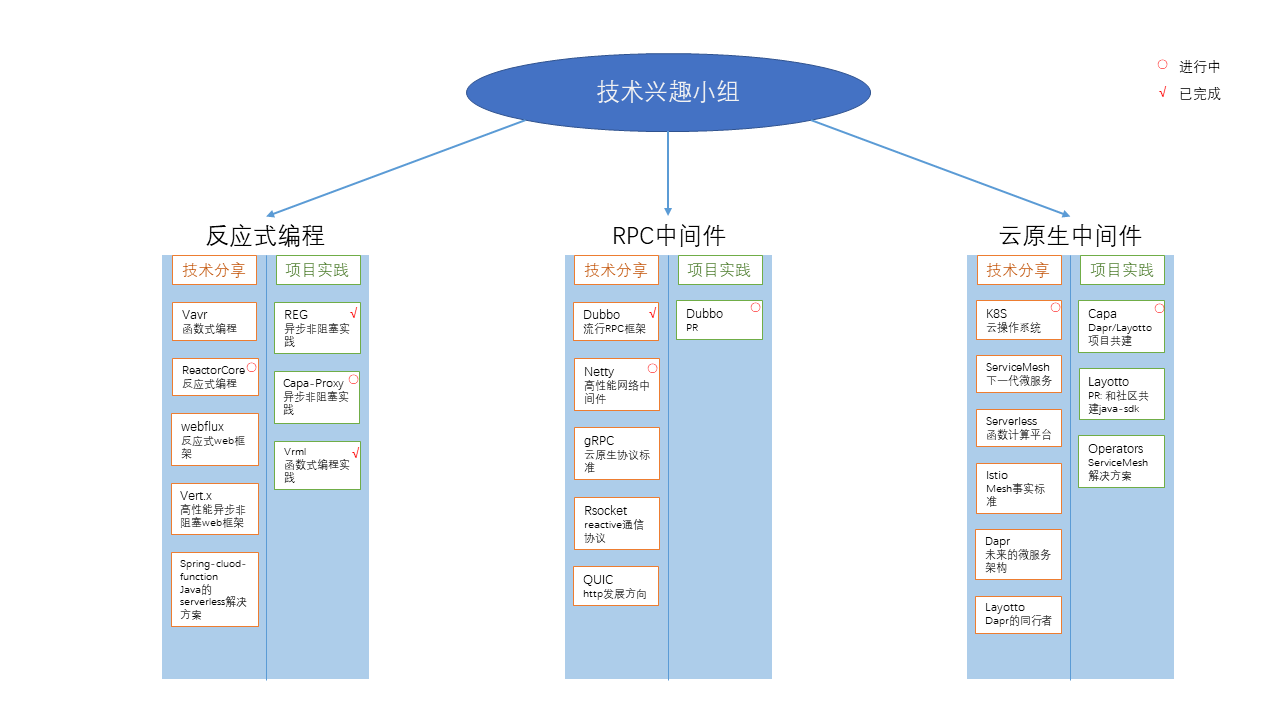 技术兴趣小组
○ 进行中
√ 已完成
反应式编程
技术分享
Vavr
函数式编程
ReactorCore ○
反应式编程
webflux
反应式web框
架
Vert.x
高性能异步非
阻塞web框架
Spring-cluod-
function
Java的
serverless解决
方案
项目实践
REG √
异步非阻塞实
践
Capa-Proxy ○
异步非阻塞实
践
Vrml √
函数式编程实
践
RPC中间件
技术分享
Dubbo √
流行RPC框架
Netty ○
高性能网络中
间件
gRPC
云原生协议标
准
Rsocket
reactive通信
协议
QUIC
http发展方向
项目实践
Dubbo ○
PR
云原生中间件
技术分享
K8S ○
云操作系统
ServiceMesh
下一代微服务
Serverless
函数计算平台
Istio
Mesh事实标
准
Dapr
未来的微服务
架构
Layotto
Dapr的同行者
项目实践
Capa ○
Dapr/Layotto
项目共建
Layotto
PR: 和社区共
建java-sdk
Operators
ServiceMesh
解决方案